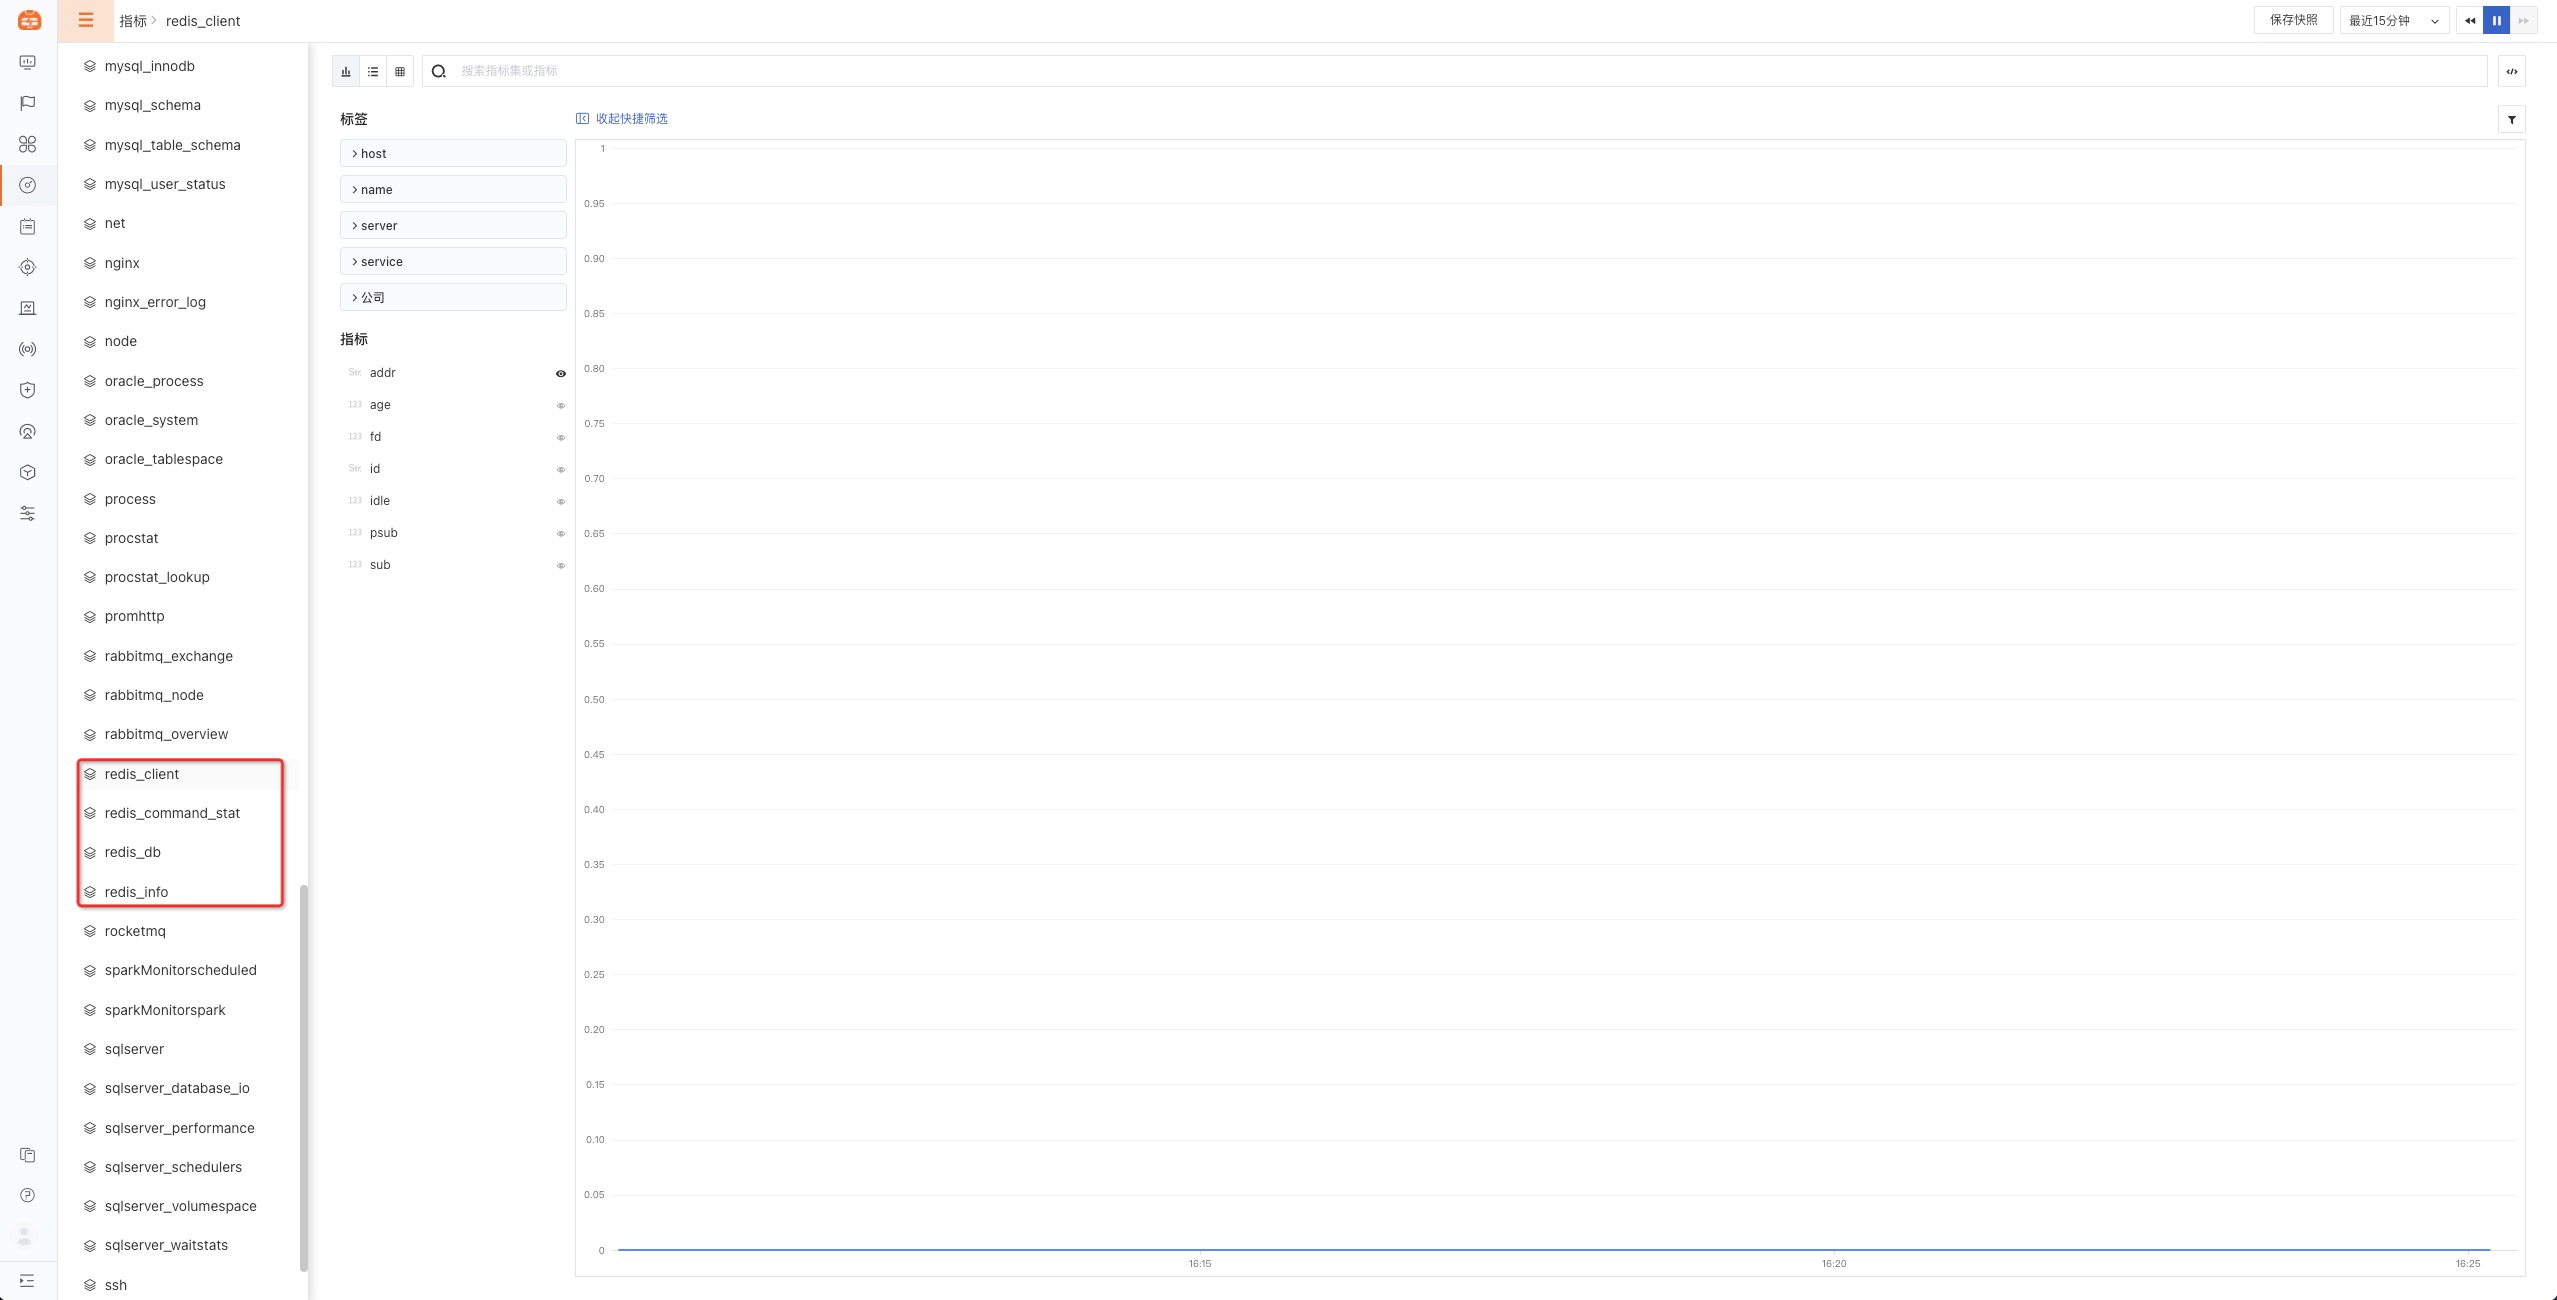 指标 > redis_client
保存快照
最近15分钟
mysql_innodb
mysql_schema
mysql_table_schema
mysql_user_status
net
nginx
nginx_error_log
node
oracle_process
oracle_system
oracle_tablespace
process
procstat
procstat_lookup
promhttp
rabbitmq_exchange
rabbitmq_node
rabbitmq_overview
redis_client
redis_command_stat
redis_db
redis_info
rocketmq
sparkMonitorscheduled
sparkMonitorspark
sqlserver
sqlserver_database_io
sqlserver_performance
sqlserver_schedulers
sqlserver_volumespace
sqlserver_waitstats
ssh
搜索指标集或指标
</>
标签
host
name
server
service
公司
指标
Str. addr
123 age
123 fd
Str. id
123 idle
123 psub
123 sub
收起快捷筛选
1
0.95
0.90
0.85
0.80
0.75
0.70
0.65
0.60
0.55
0.50
0.45
0.40
0.35
0.30
0.25
0.20
0.15
0.10
0.05
0
16:15
16:20
16:25